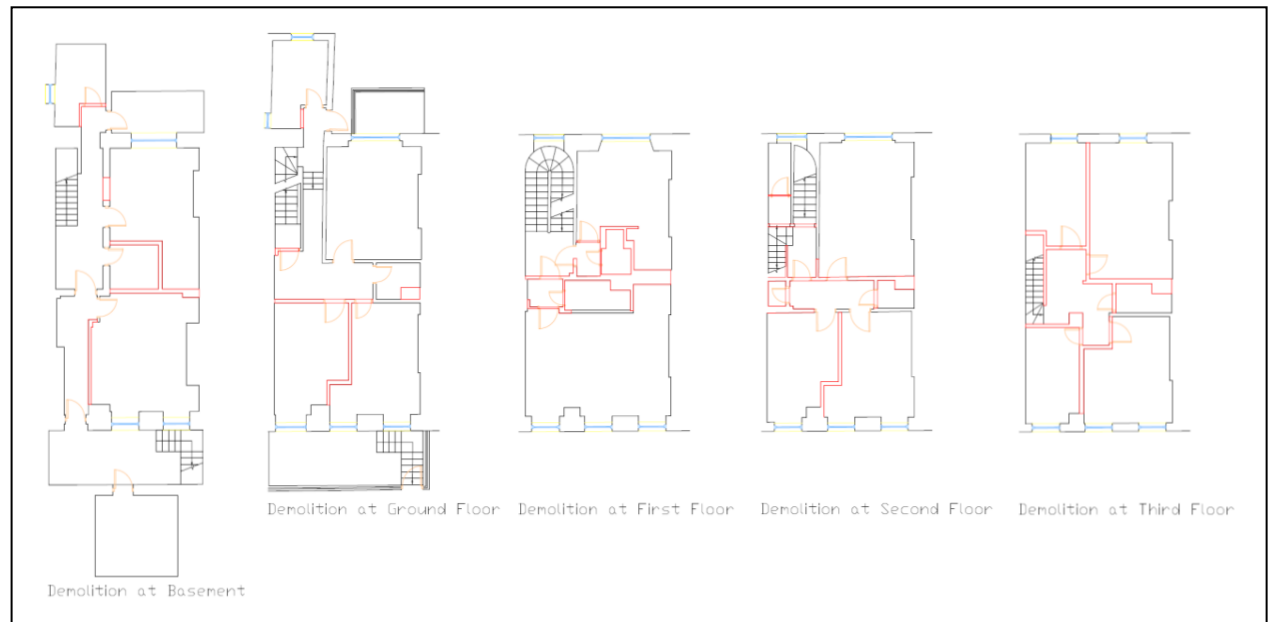 Demolition at Ground Floor
Demolition at First Floor
Demolition at Second Floor
Demolition at Third Floor
Demolition at Basement